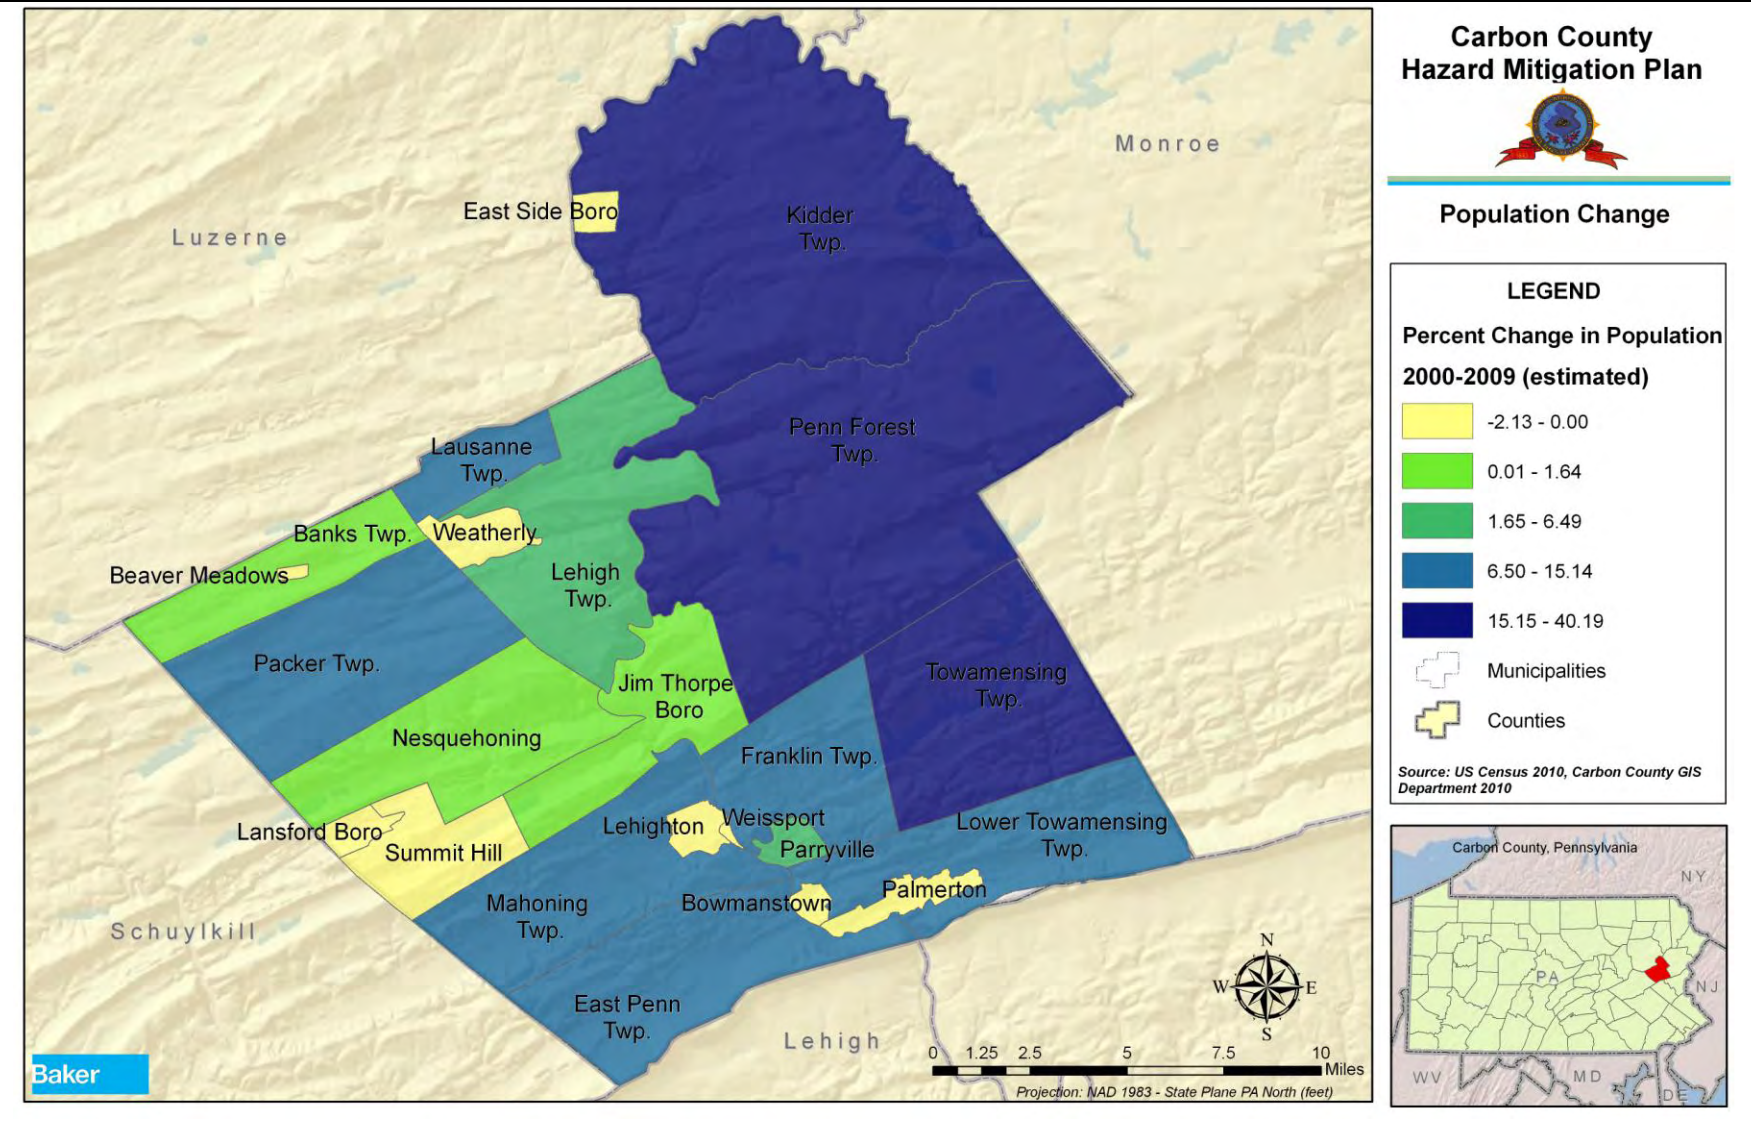 Carbon County
Hazard Mitigation Plan
Population Change
LEGEND
Percent Change in Population
2000-2009 (estimated)
-2.13 - 0.00
0.01 - 1.64
1.65 - 6.49
6.50 - 15.14
15.15 - 40.19
Municipalities
Counties
Source: US Census 2010, Carbon County GIS
Department 2010
Monroe
Luzerne
East Side Boro
Kidder
Twp.
Penn Forest
Twp.
Lausanne
Twp.
Banks Twp.
Weatherly
Beaver Meadows
Lehigh
Twp.
Packer Twp.
Jim Thorpe
Boro
Towamensing
Twp.
Nesquehoning
Franklin Twp.
Lansford Boro
Summit Hill
Lehighton
Weissport
Parryville
Lower Towamensing
Twp.
Mahoning
Twp.
Bowmanstown
Palmerton
Schuylkill
East Penn
Twp.
Lehigh
N
W
E
S
0 1.25 2.5 5 7.5 10
Miles
Projection: NAD 1983 - State Plane PA North (feet)
Baker
Carbon County, Pennsylvania
NY
PA
NJ
WV
MD
DE